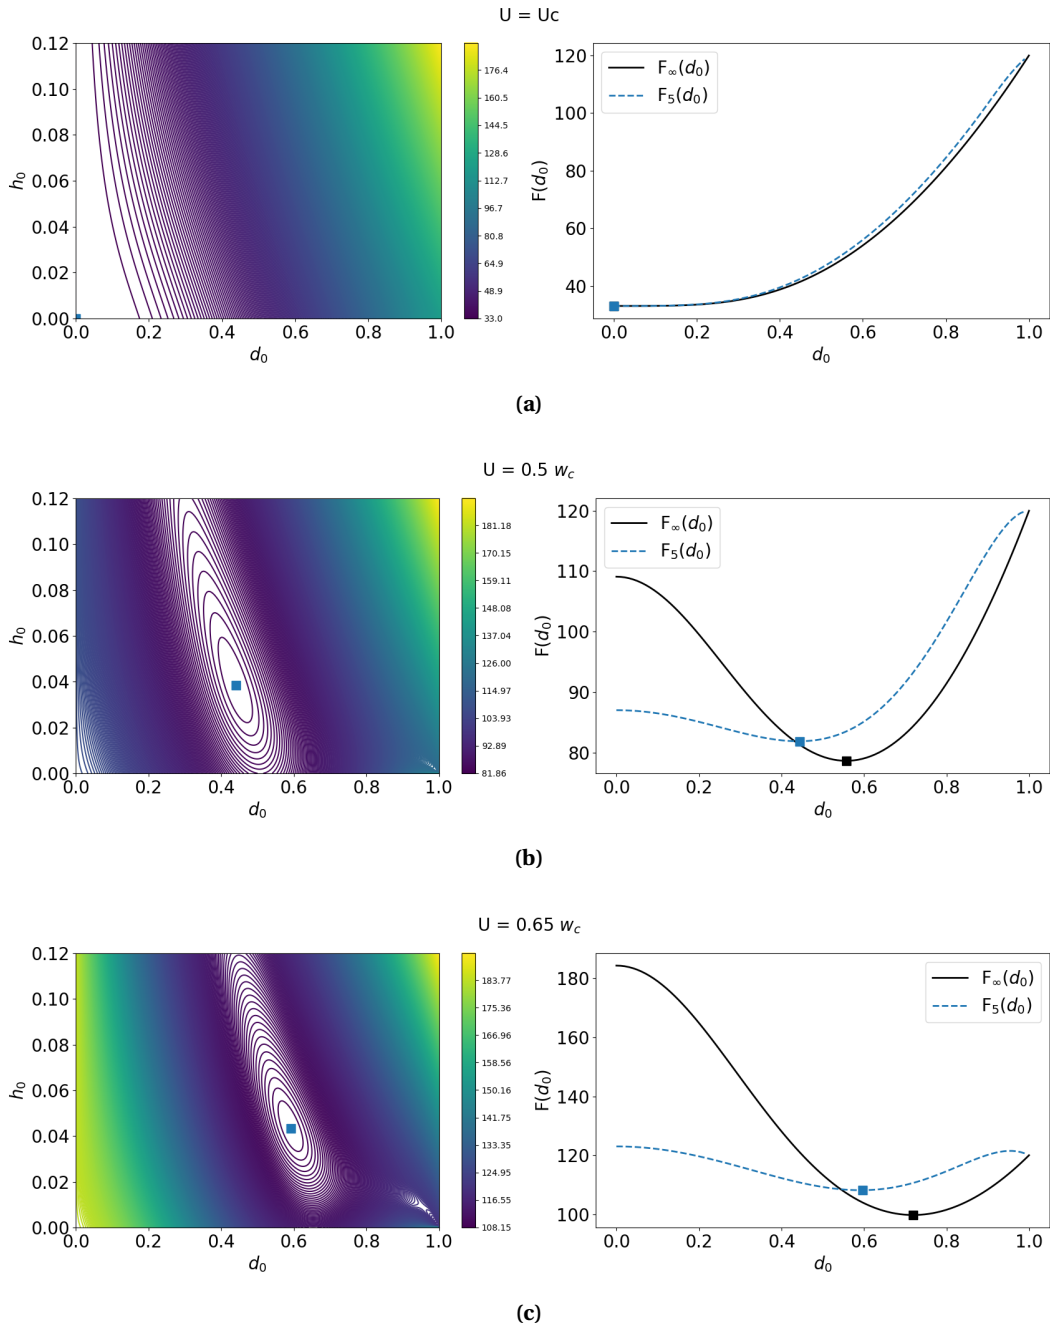 U = Uc
0.12
0.10
0.08
0.06
0.04
0.02
0.00
h₀
0.0 0.2 0.4 0.6 0.8 1.0
d₀
176.4
160.5
144.5
128.6
112.7
96.7
80.8
64.9
48.9
33.0
F∞(d₀)
F₅(d₀)
120
100
80
60
40
F(d₀)
0.0 0.2 0.4 0.6 0.8 1.0
d₀
(a)
U = 0.5 w_c
0.12
0.10
0.08
0.06
0.04
0.02
0.00
h₀
0.0 0.2 0.4 0.6 0.8 1.0
d₀
181.18
170.15
159.11
148.08
137.04
126.00
114.97
103.93
92.89
81.86
F∞(d₀)
F₅(d₀)
120
110
100
90
80
F(d₀)
0.0 0.2 0.4 0.6 0.8 1.0
d₀
(b)
U = 0.65 w_c
0.12
0.10
0.08
0.06
0.04
0.02
0.00
h₀
0.0 0.2 0.4 0.6 0.8 1.0
d₀
183.77
175.36
166.96
158.56
150.16
141.75
133.35
124.95
116.55
108.15
F∞(d₀)
F₅(d₀)
180
160
140
120
100
F(d₀)
0.0 0.2 0.4 0.6 0.8 1.0
d₀
(c)